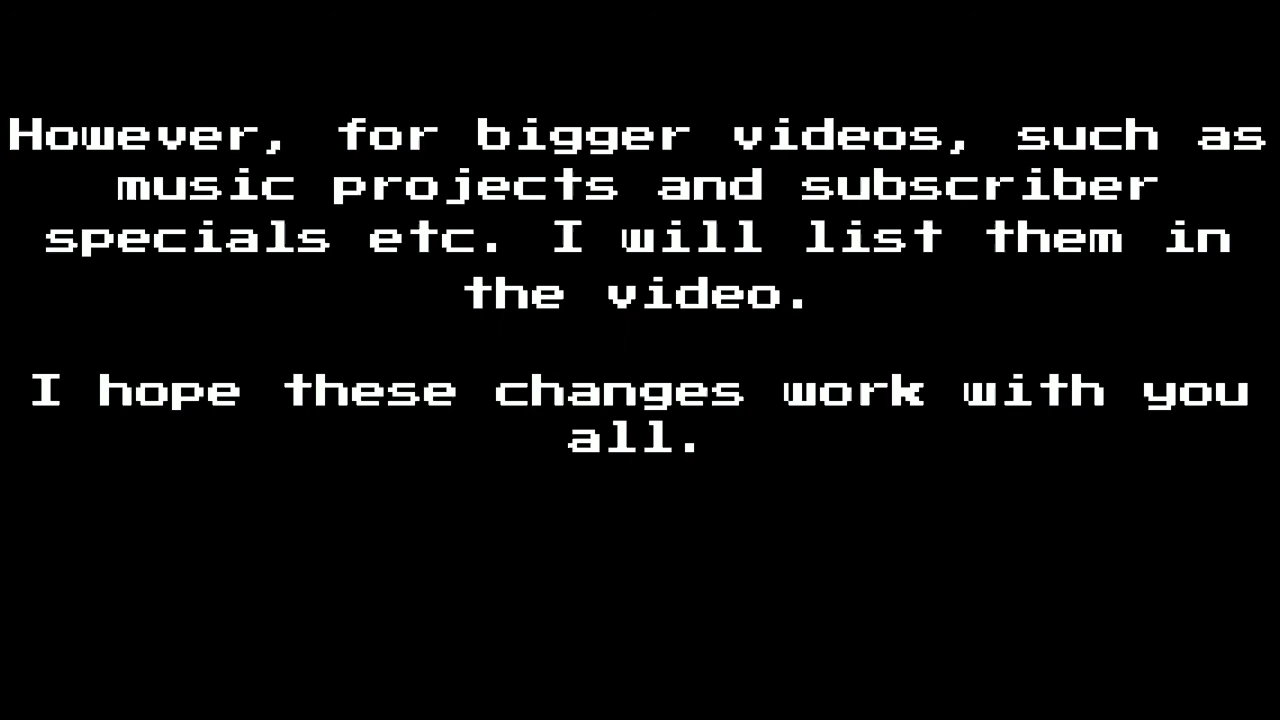 However, for bigger videos, such as
music projects and subscriber
specials etc. I will list them in
the video.
I hope these changes work with you
all.